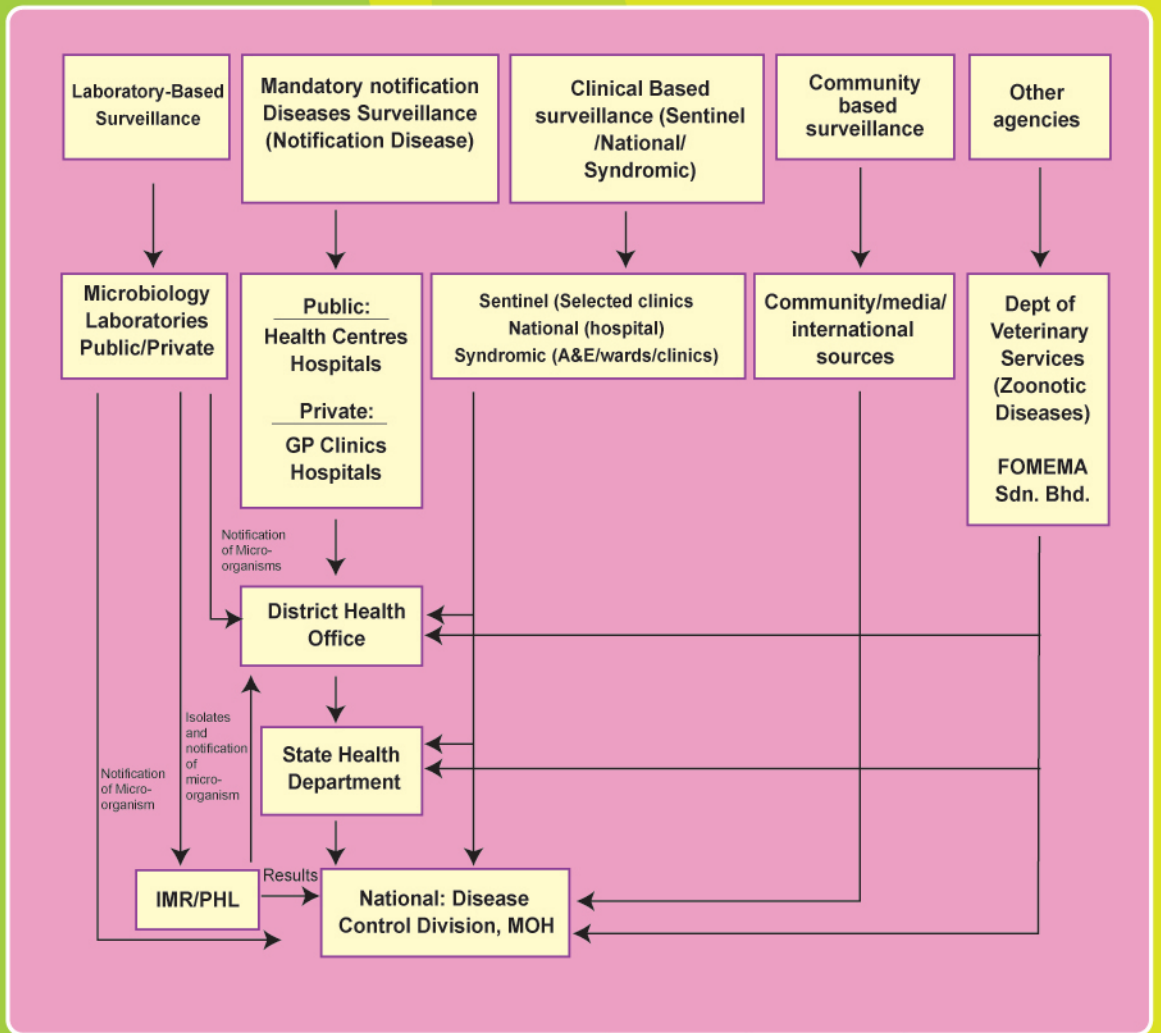 Laboratory-Based
Surveillance
Mandatory notification
Diseases Surveillance
(Notification Disease)
Clinical Based
surveillance (Sentinel
/National/
Syndromic)
Community
based
surveillance
Other
agencies
Microbiology
Laboratories
Public/Private
Public:
Health Centres
Hospitals
Private:
GP Clinics
Hospitals
Sentinel (Selected clinics
National (hospital)
Syndromic (A&E/wards/clinics)
Community/media/
international
sources
Dept of
Veterinary
Services
(Zoonotic
Diseases)
FOMEMA
Sdn. Bhd.
Notification
of Micro-
organisms
District Health
Office
Isolates
and
notification
of
micro-
organism
State Health
Department
Notification
of Micro-
organism
IMR/PHL
Results
National: Disease
Control Division, MOH